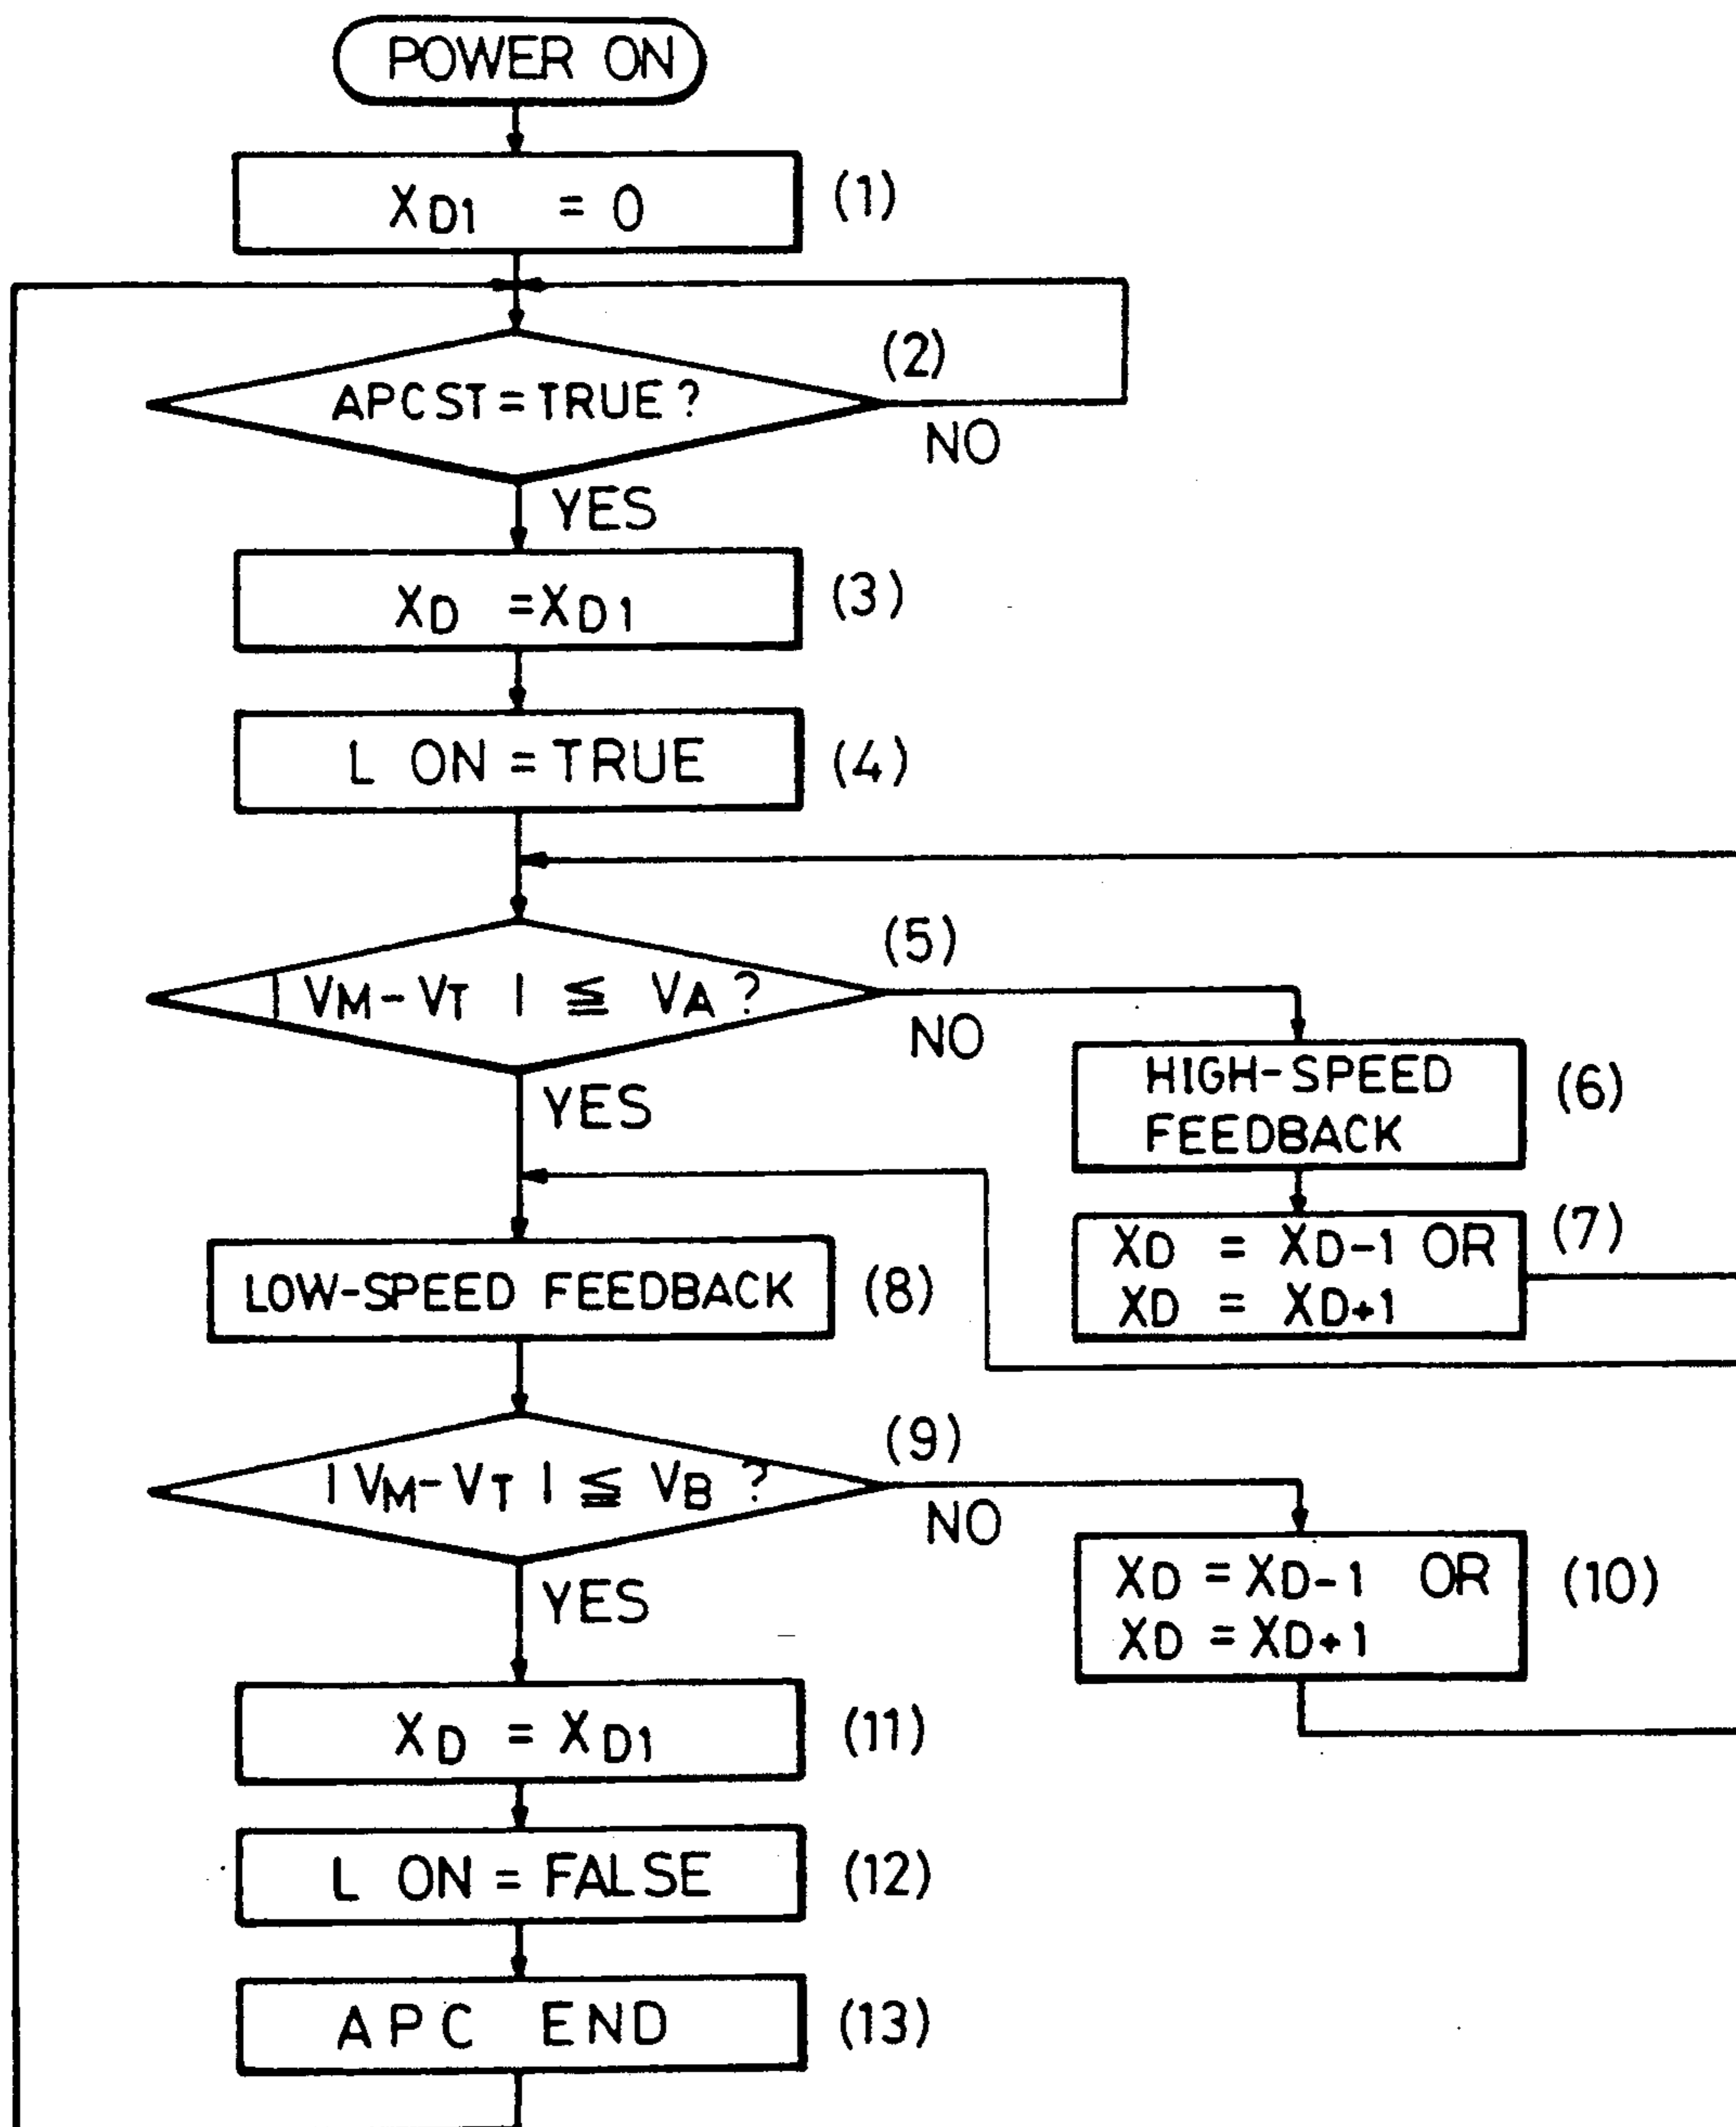 POWER ON
XD1 = 0
(1)
(2)
APCST = TRUE ?
NO
YES
XD = XD1
(3)
L ON = TRUE
(4)
(5)
| VM - VT | ≦ VA ?
NO
YES
HIGH-SPEED
FEEDBACK
(6)
XD = XD-1 OR
XD = XD+1
(7)
LOW-SPEED FEEDBACK
(8)
(9)
| VM - VT | ≦ VB ?
NO
YES
XD = XD-1 OR
XD = XD+1
(10)
XD = XD1
(11)
L ON = FALSE
(12)
APC END
(13)